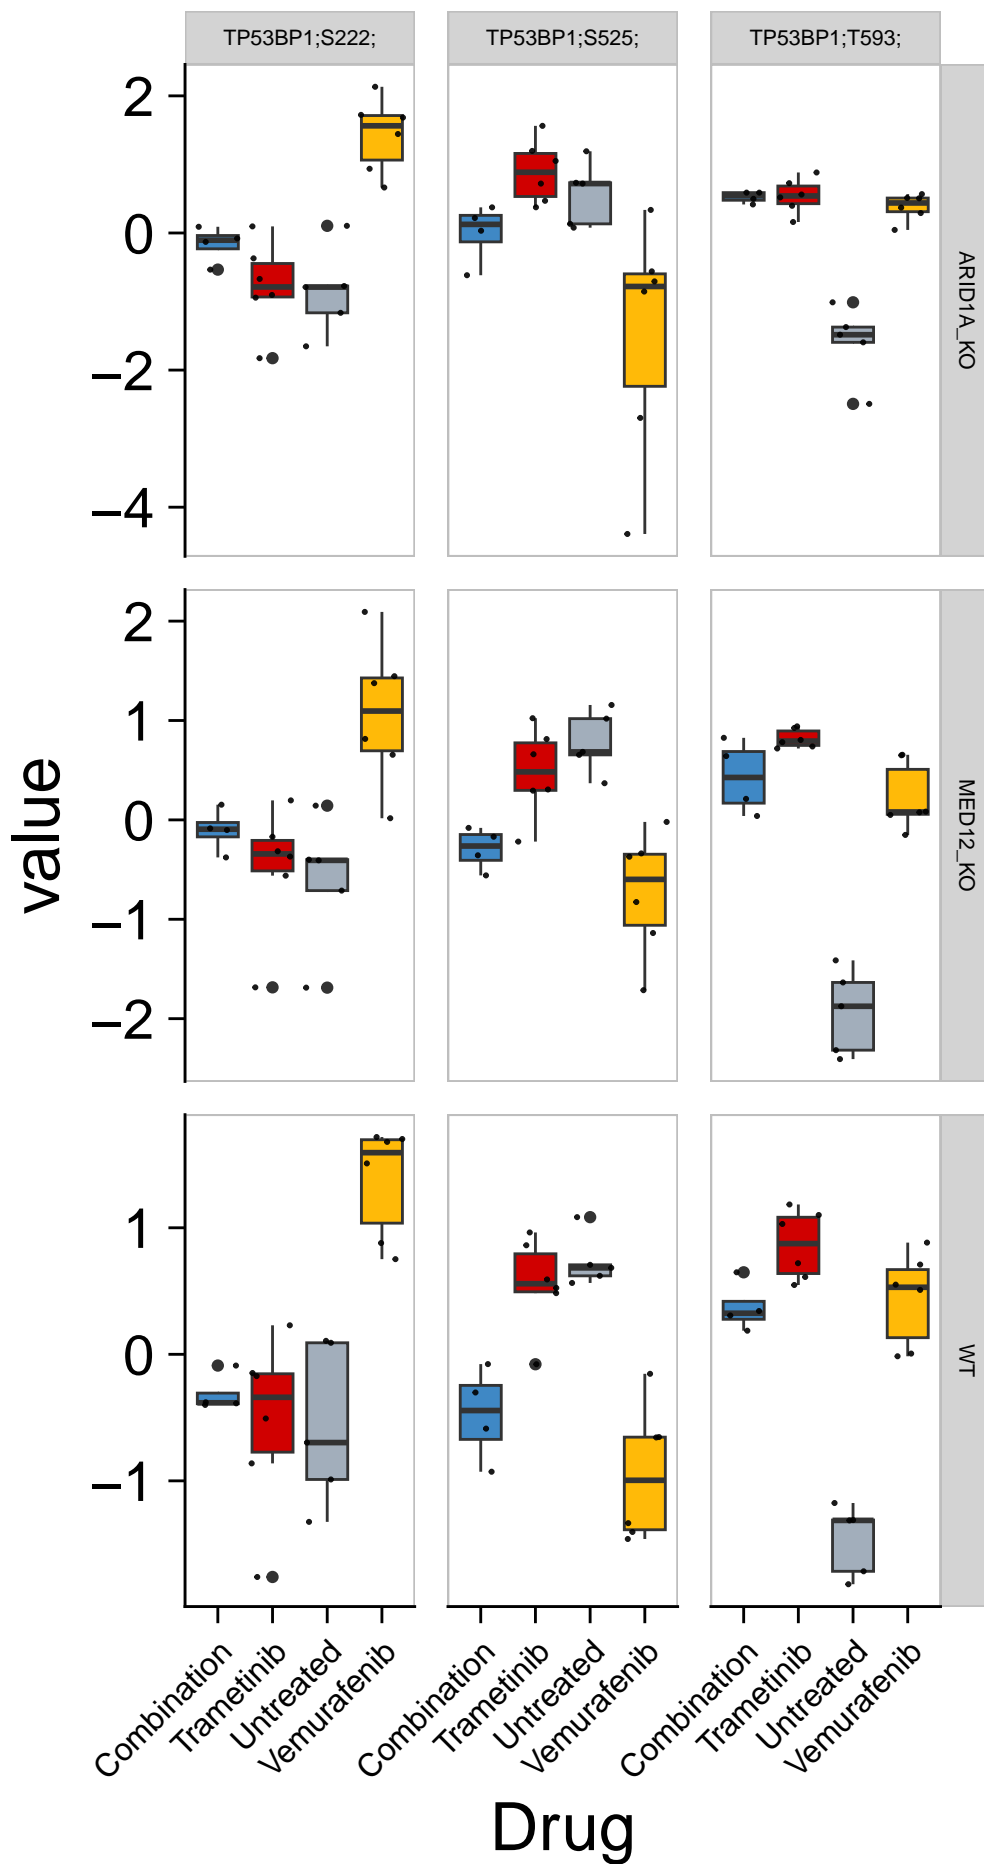 TP53BP1;S222; TP53BP1;S525; TP53BP1;T593;
2
0
−2
−4
ARID1A_KO
2
1
0
−1
−2
MED12_KO
1
0
−1
WT
value
Combination Trametinib Untreated Vemurafenib Combination Trametinib Untreated Vemurafenib Combination Trametinib Untreated Vemurafenib
Drug